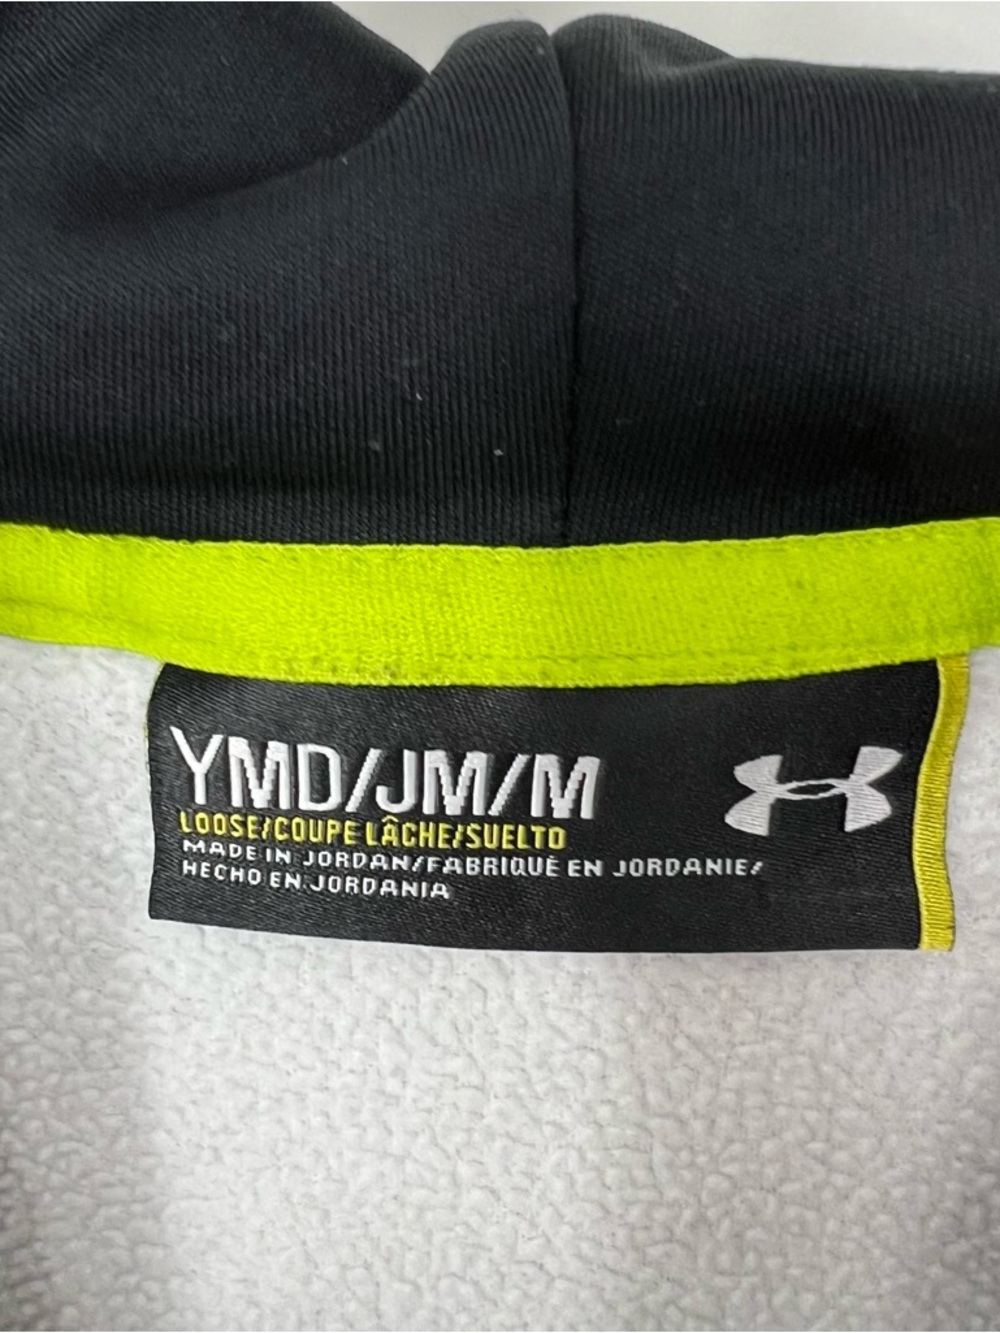 YMD/JM/M
LOOSE/COUPE LÂCHE/SUELTO
MADE IN JORDAN/FABRIQUÉ EN JORDANIE/
HECHO EN JORDANIA